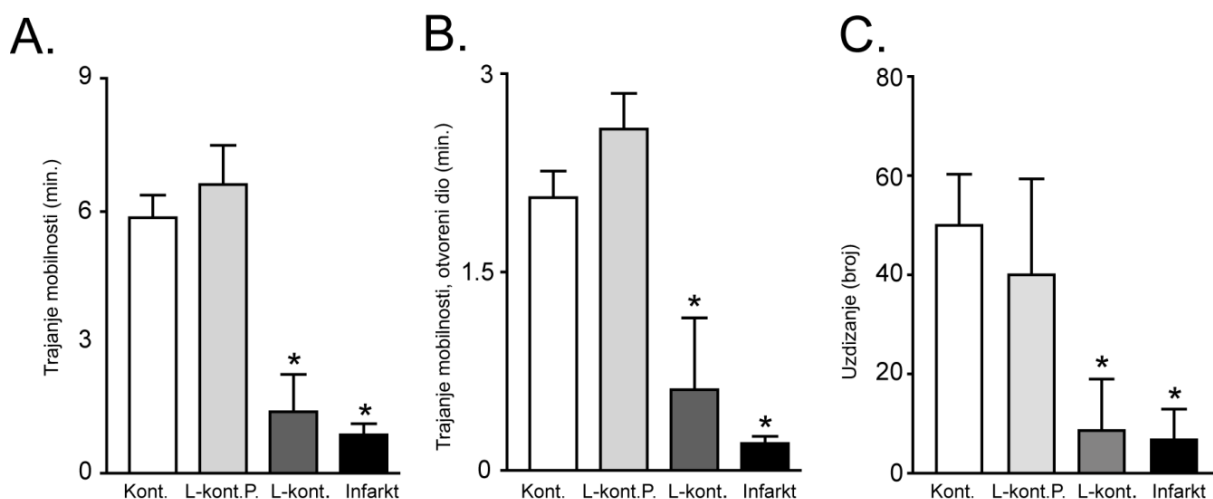 A.
Trajanje mobilnosti (min.)
9
6
3
0
*
*
Kont. L-kont.P. L-kont. Infarkt
B.
Trajanje mobilnosti, otvoreni dio (min.)
3
1.5
0
*
*
Kont. L-kont.P. L-kont. Infarkt
C.
Uzdizanje (broj)
80
60
40
20
0
*
*
Kont. L-kont.P. L-kont. Infarkt